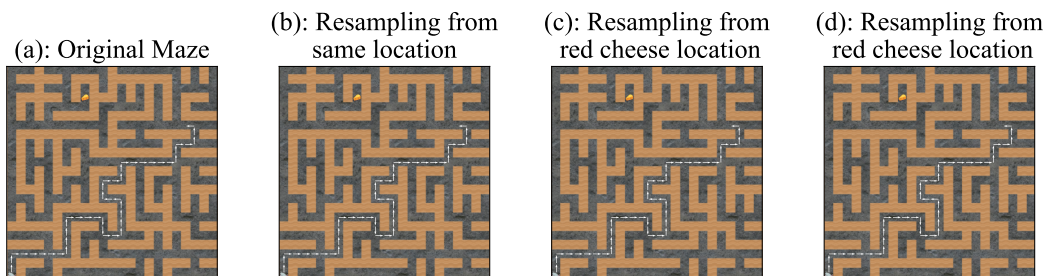 (a): Original Maze
(b): Resampling from
same location
(c): Resampling from
red cheese location
(d): Resampling from
red cheese location